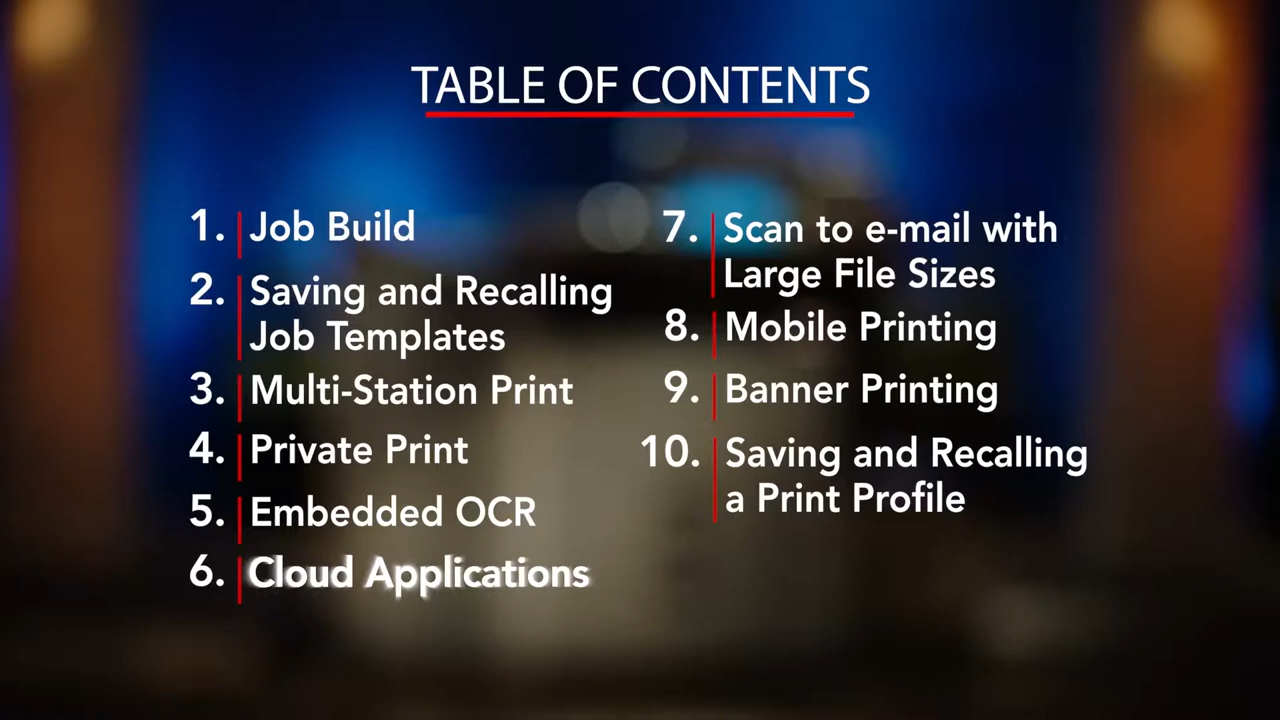 TABLE OF CONTENTS
1. Job Build
2. Saving and Recalling
Job Templates
3. Multi-Station Print
4. Private Print
5. Embedded OCR
6. Cloud Applications
7. Scan to e-mail with
Large File Sizes
8. Mobile Printing
9. Banner Printing
10. Saving and Recalling
a Print Profile